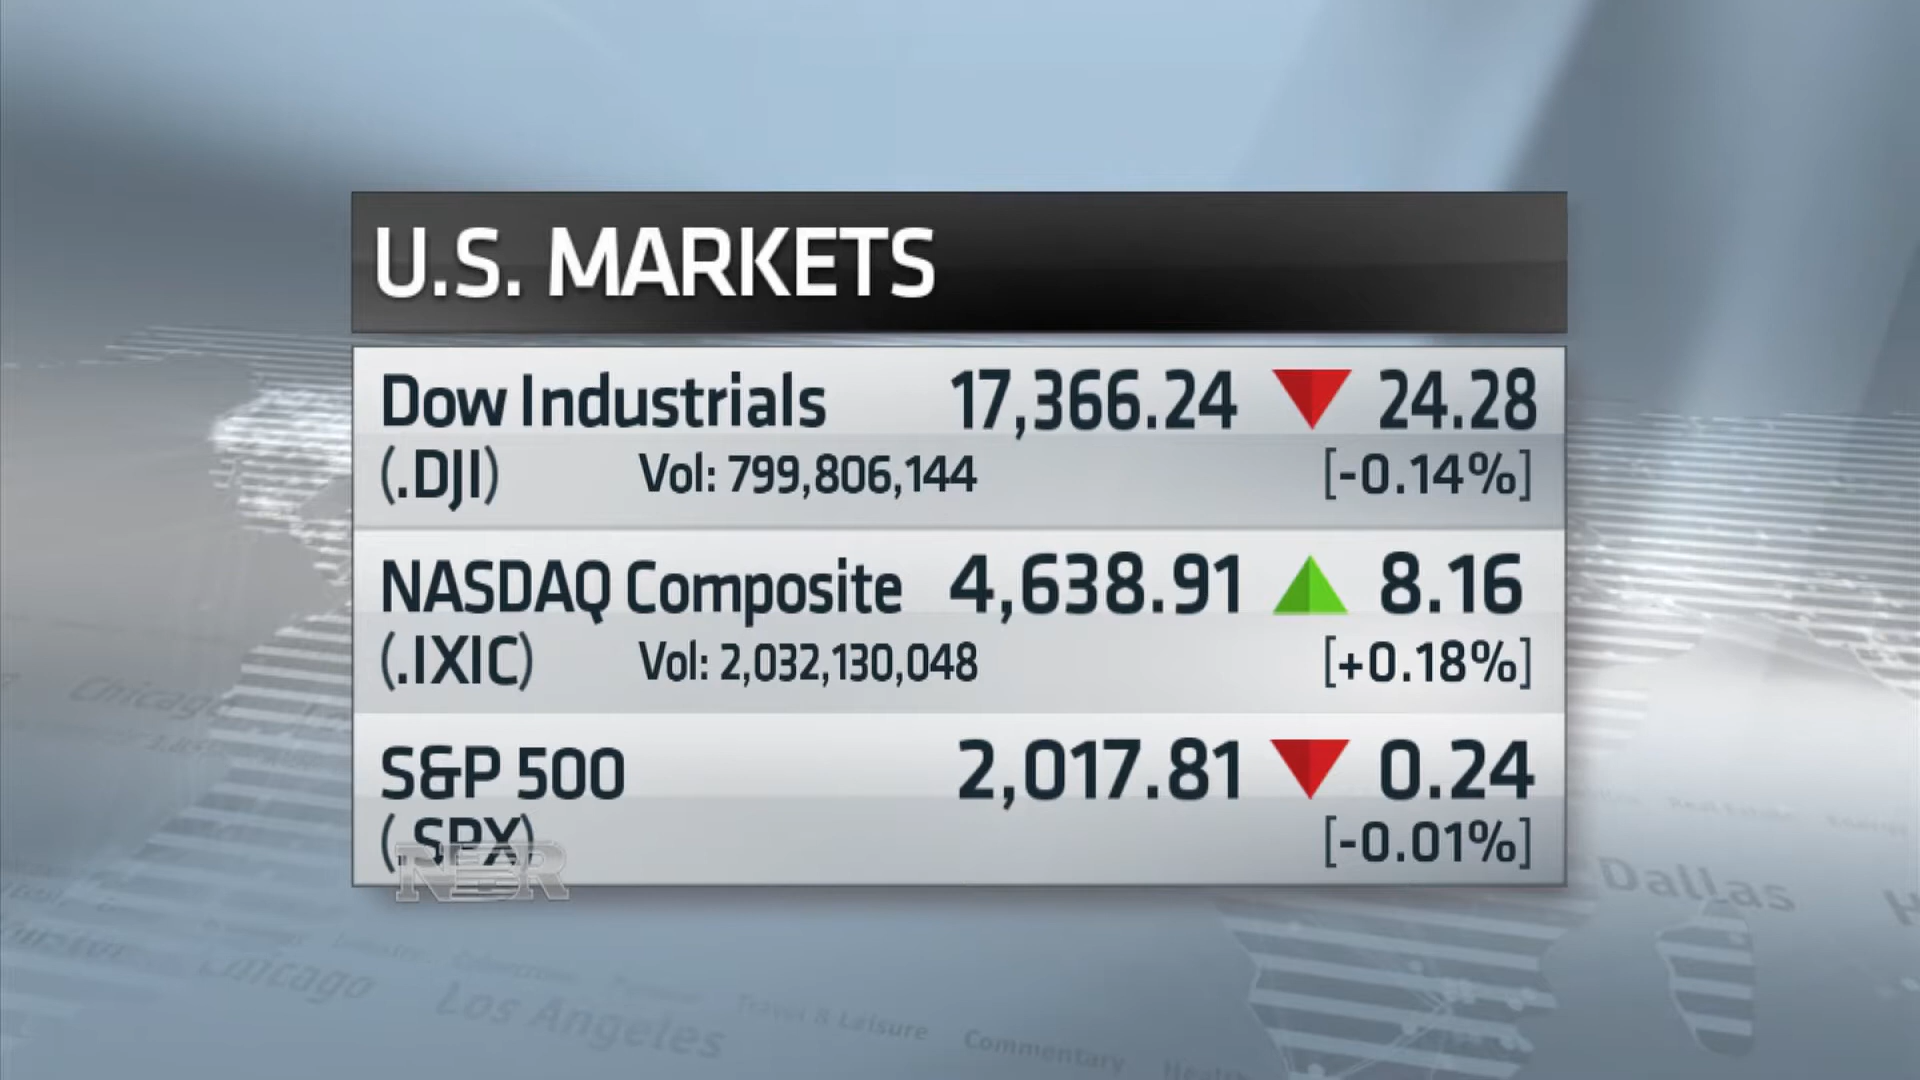 U.S. MARKETS
Dow Industrials 17,366.24 ▼ 24.28
(.DJI) Vol: 799,806,144 [-0.14%]
NASDAQ Composite 4,638.91 ▲ 8.16
(.IXIC) Vol: 2,032,130,048 [+0.18%]
S&P 500 2,017.81 ▼ 0.24
(.SPX) [-0.01%]
NBR
Chicago
Dallas
Chicago
Los Angeles
Travel & Leisure
Commentary